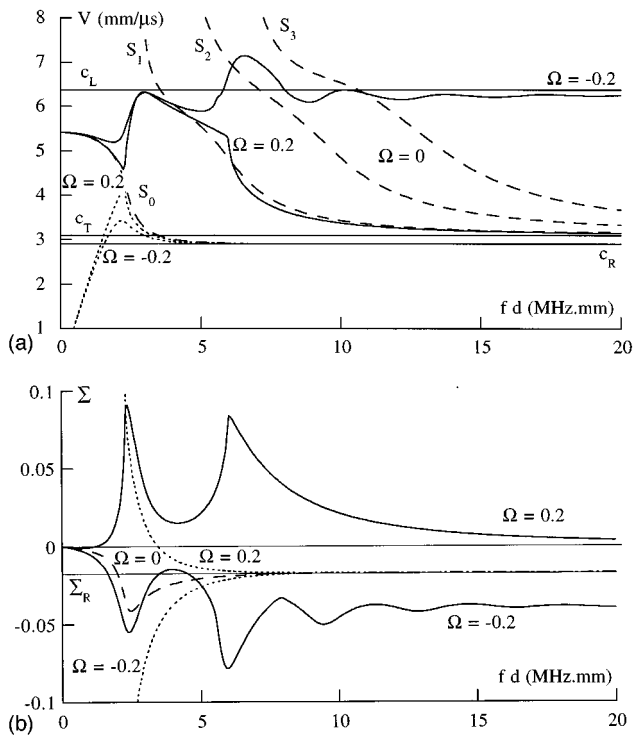 V (mm/μs)
8
7
6
5
4
3
2
1
S1
S2
S3
cL
Ω = -0.2
Ω 0.2
Ω = 0
Ω 0.2
S0
cT
Ω = -0.2
cR
f d (MHz.mm)
0
5
10
15
20
(a)
0.1
Σ
0.05
0
-0.05
-0.1
Ω 0.2
Ω = 0
Ω 0.2
ΣR
Ω = -0.2
Ω = -0.2
f d (MHz.mm)
0
5
10
15
20
(b)